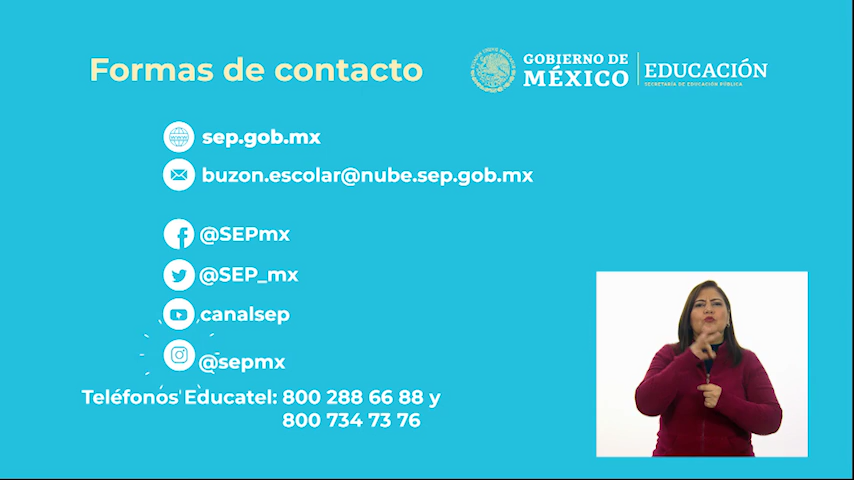 Formas de contacto
GOBIERNO DE
MÉXICO
EDUCACIÓN
SECRETARÍA DE EDUCACIÓN PÚBLICA
sep.gob.mx
buzon.escolar@nube.sep.gob.mx
@SEPmx
@SEP_mx
canalsep
@sepmx
Teléfonos Educatel: 800 288 66 88 y
800 734 73 76